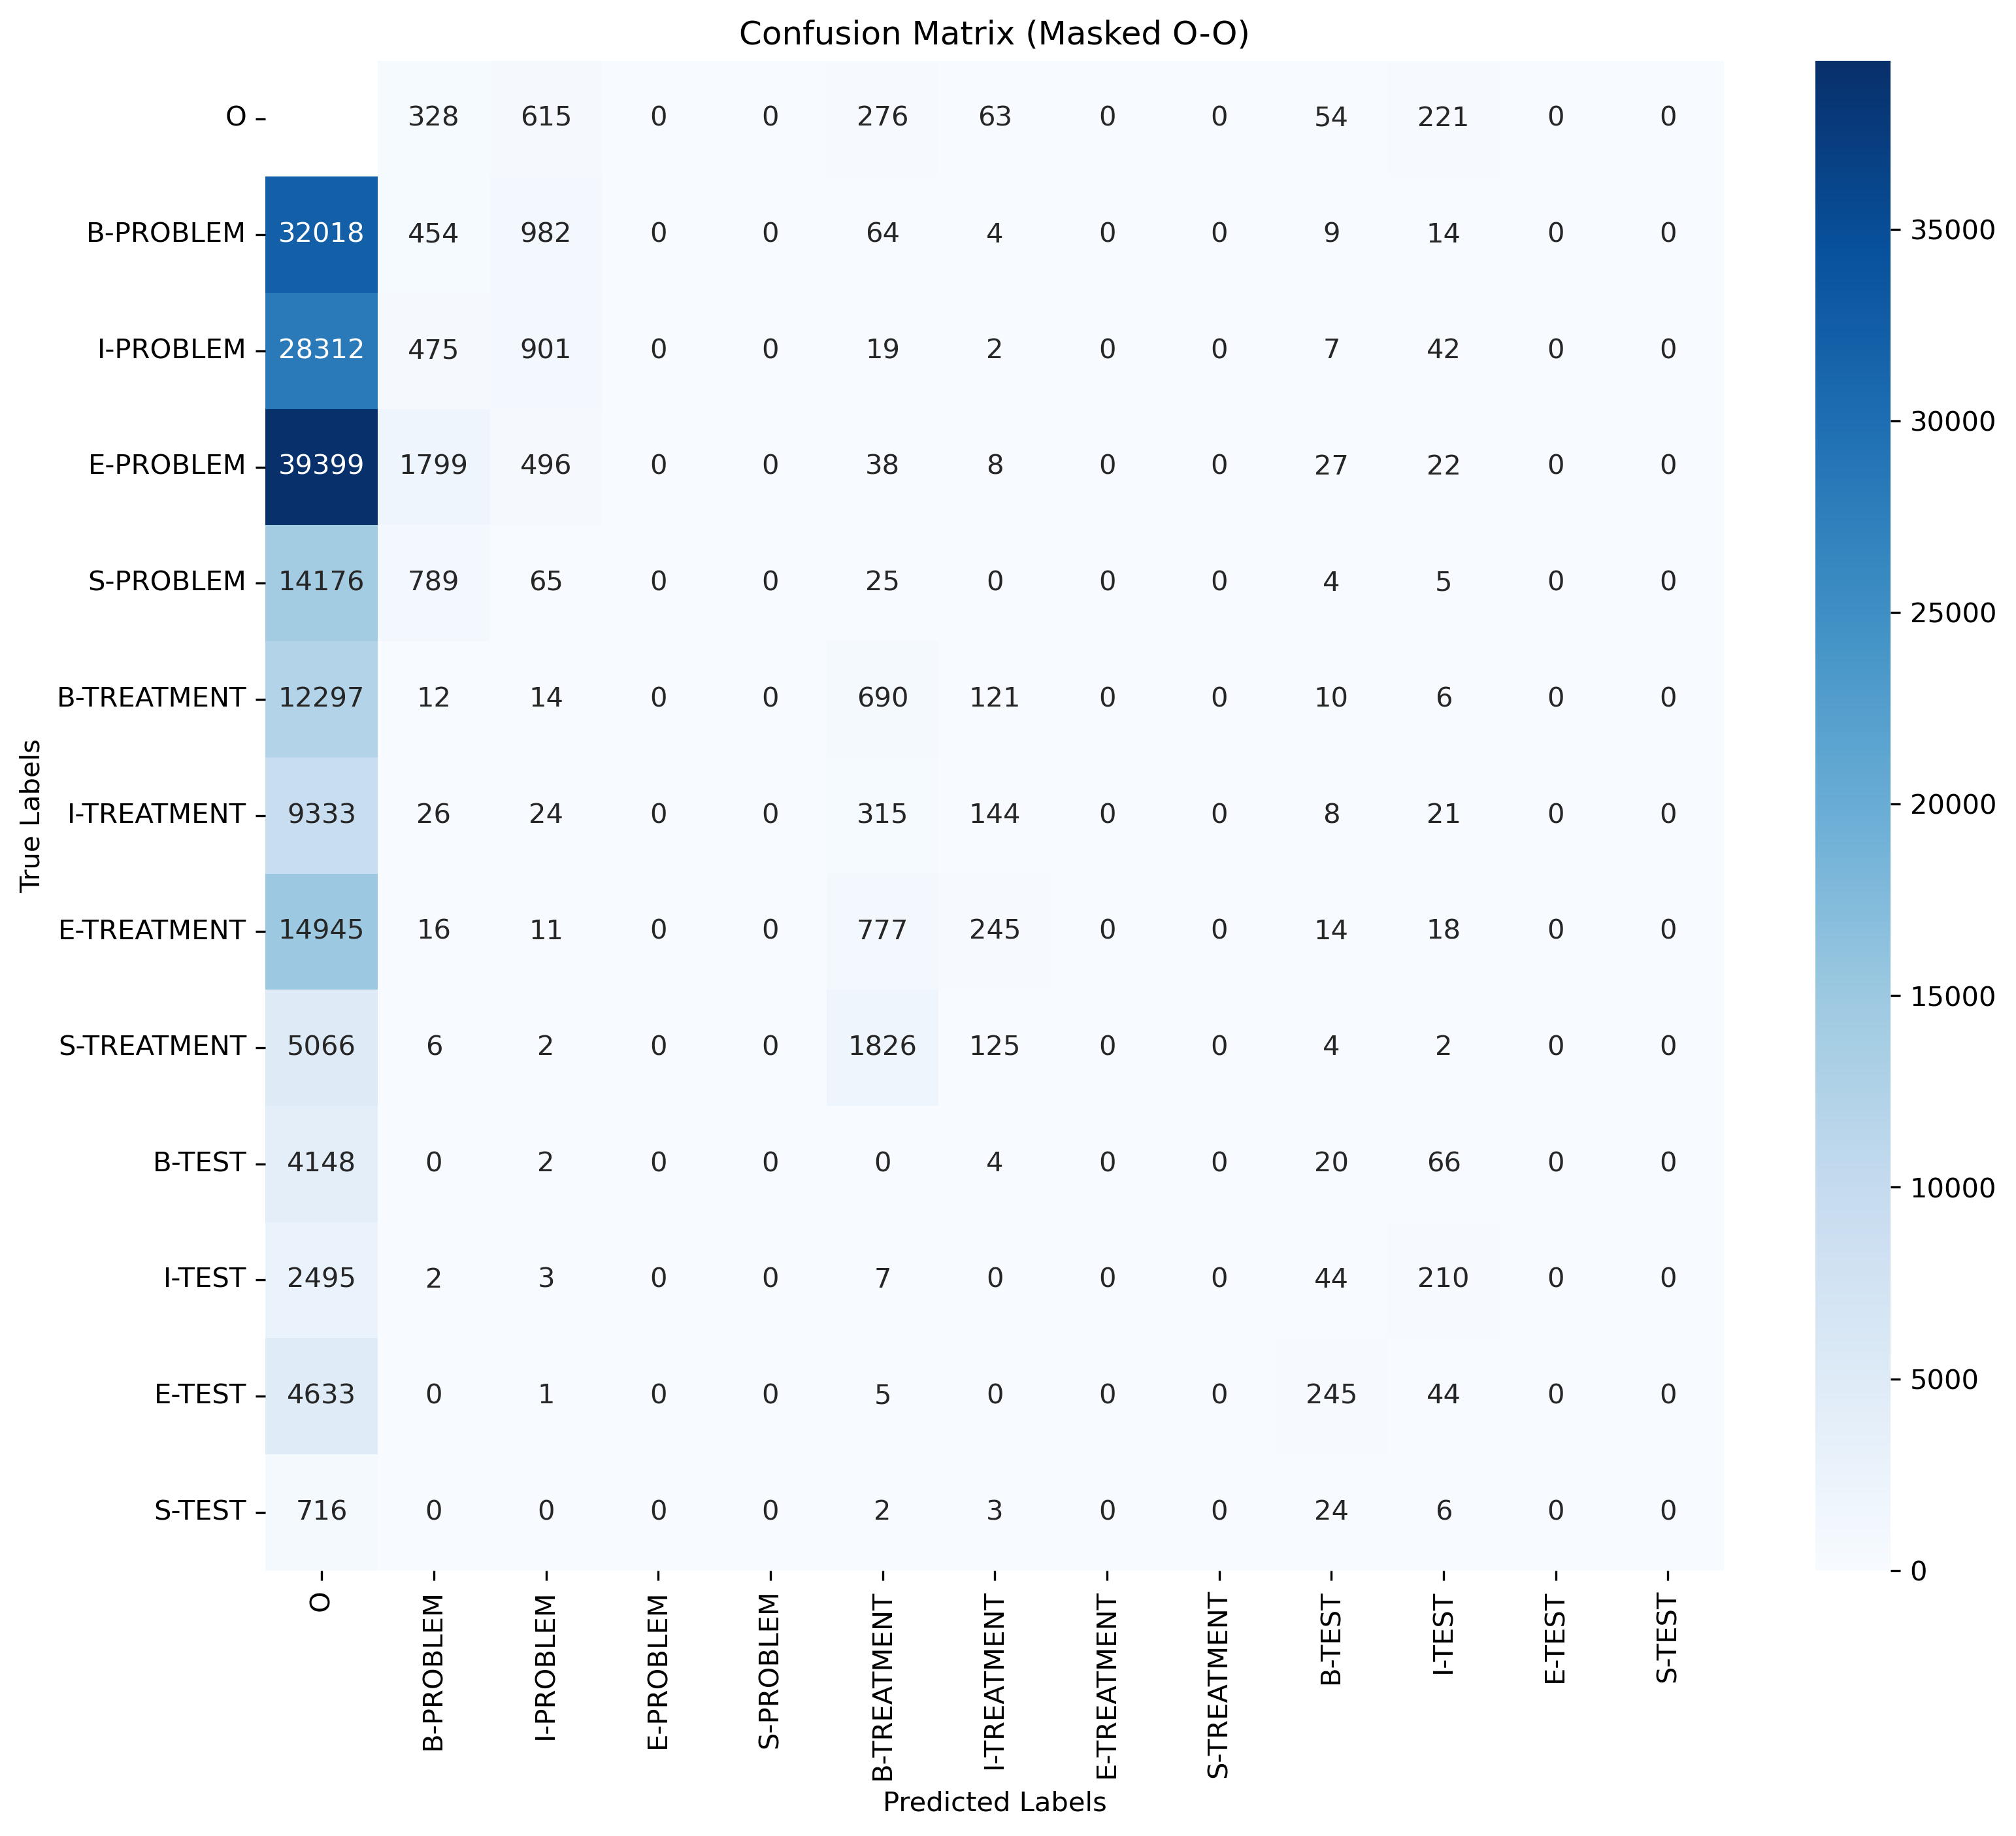 Confusion Matrix (Masked O-O)
O 328 615 0 0 276 63 0 0 54 221 0 0
B-PROBLEM 32018 454 982 0 0 64 4 0 0 9 14 0 0
I-PROBLEM 28312 475 901 0 0 19 2 0 0 7 42 0 0
E-PROBLEM 39399 1799 496 0 0 38 8 0 0 27 22 0 0
S-PROBLEM 14176 789 65 0 0 25 0 0 0 4 5 0 0
B-TREATMENT 12297 12 14 0 0 690 121 0 0 10 6 0 0
I-TREATMENT 9333 26 24 0 0 315 144 0 0 8 21 0 0
E-TREATMENT 14945 16 11 0 0 777 245 0 0 14 18 0 0
S-TREATMENT 5066 6 2 0 0 1826 125 0 0 4 2 0 0
B-TEST 4148 0 2 0 0 0 4 0 0 20 66 0 0
I-TEST 2495 2 3 0 0 7 0 0 0 44 210 0 0
E-TEST 4633 0 1 0 0 5 0 0 0 245 44 0 0
S-TEST 716 0 0 0 0 2 3 0 0 24 6 0 0
O B-PROBLEM I-PROBLEM E-PROBLEM S-PROBLEM B-TREATMENT I-TREATMENT E-TREATMENT S-TREATMENT B-TEST I-TEST E-TEST S-TEST
Predicted Labels
True Labels
35000
30000
25000
20000
15000
10000
5000
0